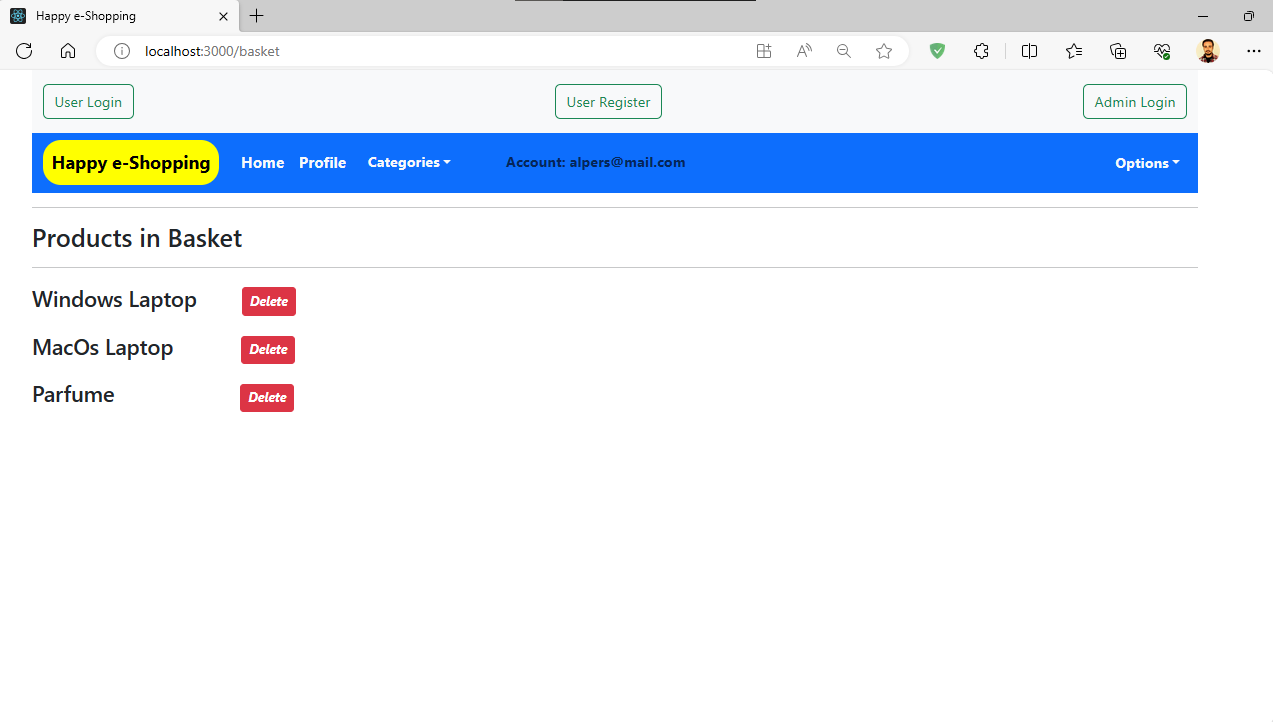 Happy e-Shopping
localhost:3000/basket
User Login User Register Admin Login
Happy e-Shopping Home Profile Categories Account: alpers@mail.com Options
Products in Basket
Windows Laptop Delete
MacOs Laptop Delete
Parfume Delete